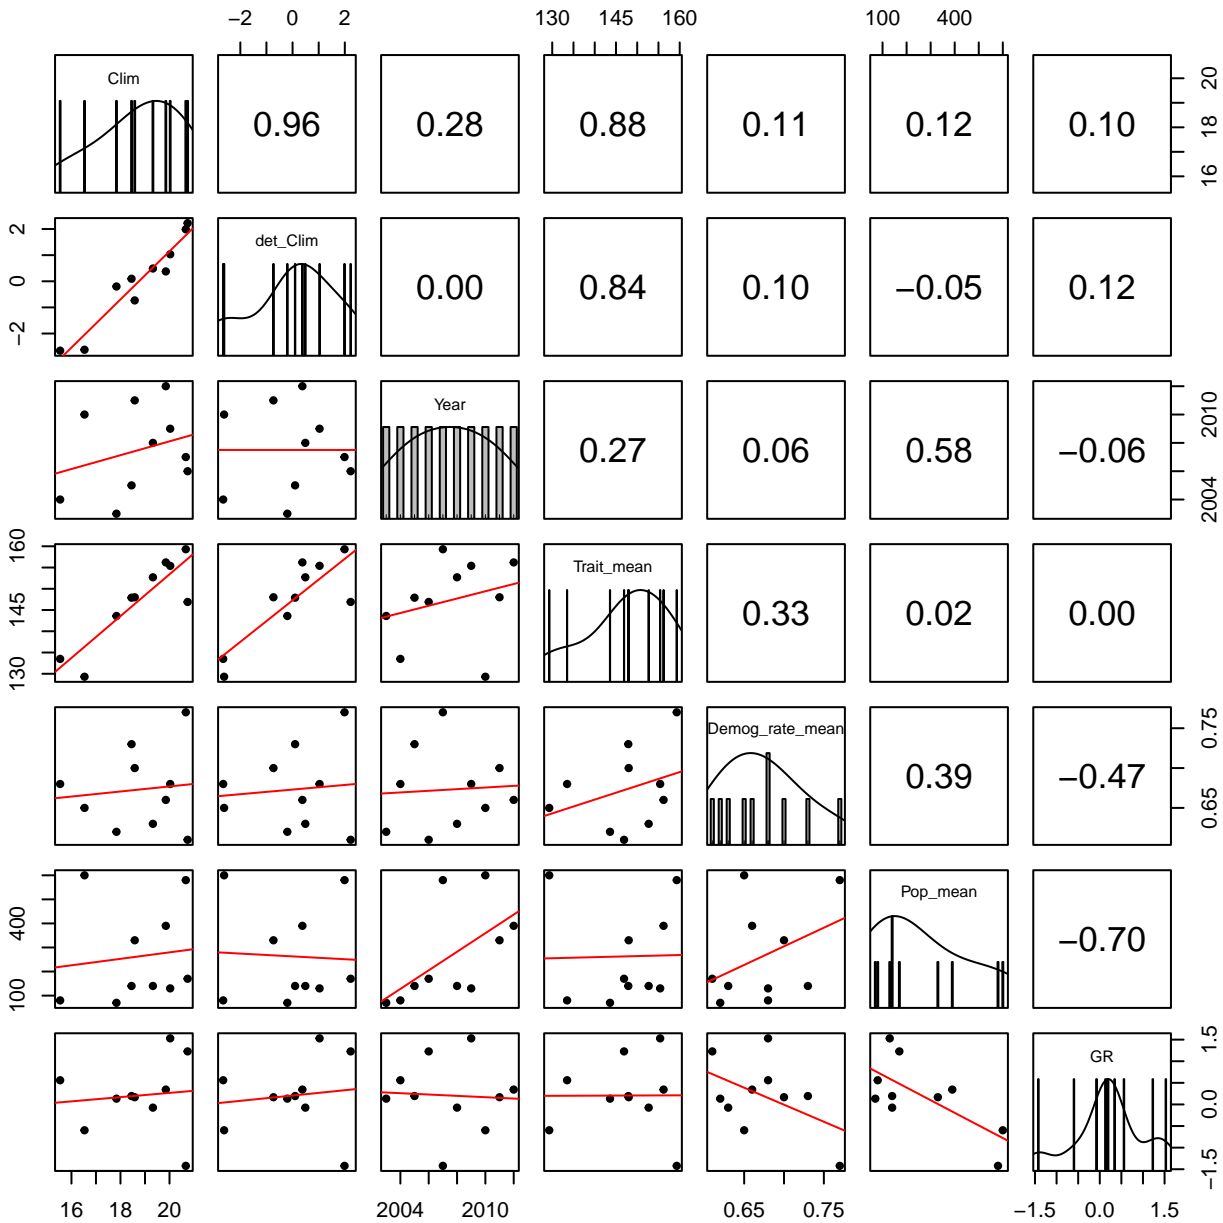 −2 0 2 130 145 160 100 400
Clim 0.96 0.28 0.88 0.11 0.12 0.10 16 18 20
−2 0 2 det_Clim 0.00 0.84 0.10 −0.05 0.12
Year 0.27 0.06 0.58 −0.06 2004 2010
130 145 160 Trait_mean 0.33 0.02 0.00
Demog_rate_mean 0.39 −0.47 0.65 0.75
100 400 Pop_mean −0.70
GR −1.5 0.0 1.5
16 18 20 2004 2010 0.65 0.75 −1.5 0.0 1.5